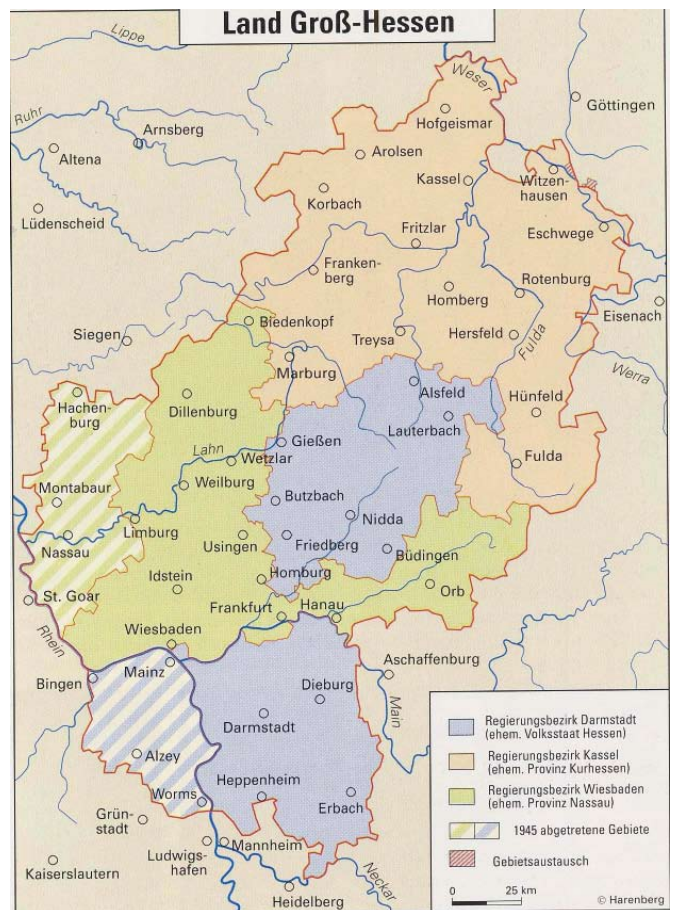 Land Groß-Hessen
Lippe
Weser
Göttingen
Ruhr
Hofgeismar
Arnsberg
Altena
Arolsen
Kassel
Witzen-
hausen
Korbach
Lüdenscheid
Fritzlar
Eschwege
Franken-
berg
Homberg
Rotenburg
Eisenach
Biedenkopf
Siegen
Treysa
Hersfeld
Fulda
Marburg
Werra
Alsfeld
Hachen-
burg
Dillenburg
Hünfeld
Lauterbach
Gießen
Lahn
Wetzlar
Fulda
Montabaur
Weilburg
Butzbach
Nidda
Limburg
Nassau
Usingen
Friedberg
Büdingen
Idstein
Homburg
Orb
St. Goar
Frankfurt
Hanau
Rhein
Wiesbaden
Mainz
Aschaffenburg
Bingen
Dieburg
Main
Darmstadt
Alzey
Heppenheim
Worms
Erbach
Grün-
stadt
Mannheim
Ludwigs-
hafen
Neckar
Kaiserslautern
Heidelberg
Regierungsbezirk Darmstadt
(ehem. Volksstaat Hessen)
Regierungsbezirk Kassel
(ehem. Provinz Kurhessen)
Regierungsbezirk Wiesbaden
(ehem. Provinz Nassau)
1945 abgetretene Gebiete
Gebietsaustausch
0 25 km
© Harenberg